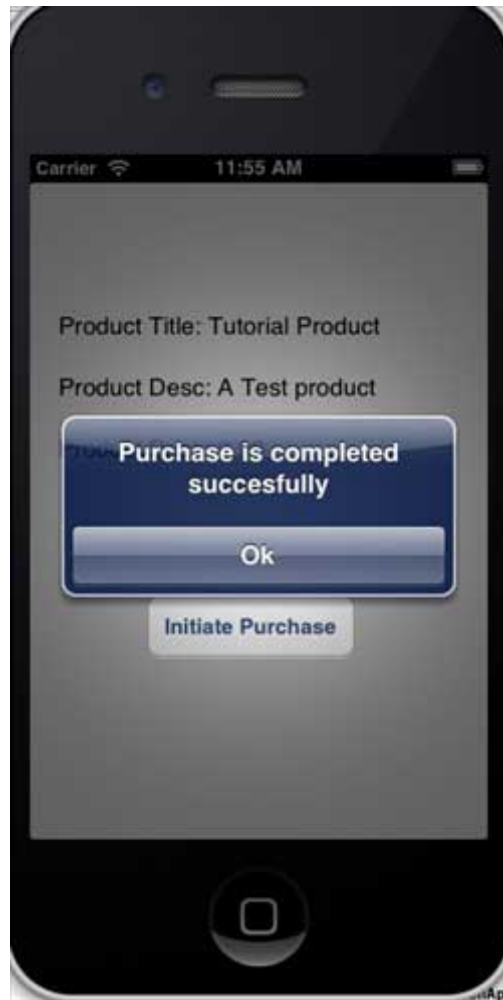 Carrier 11:55 AM
Product Title: Tutorial Product
Product Desc: A Test product
Purchase is completed
succesfully
Ok
Initiate Purchase